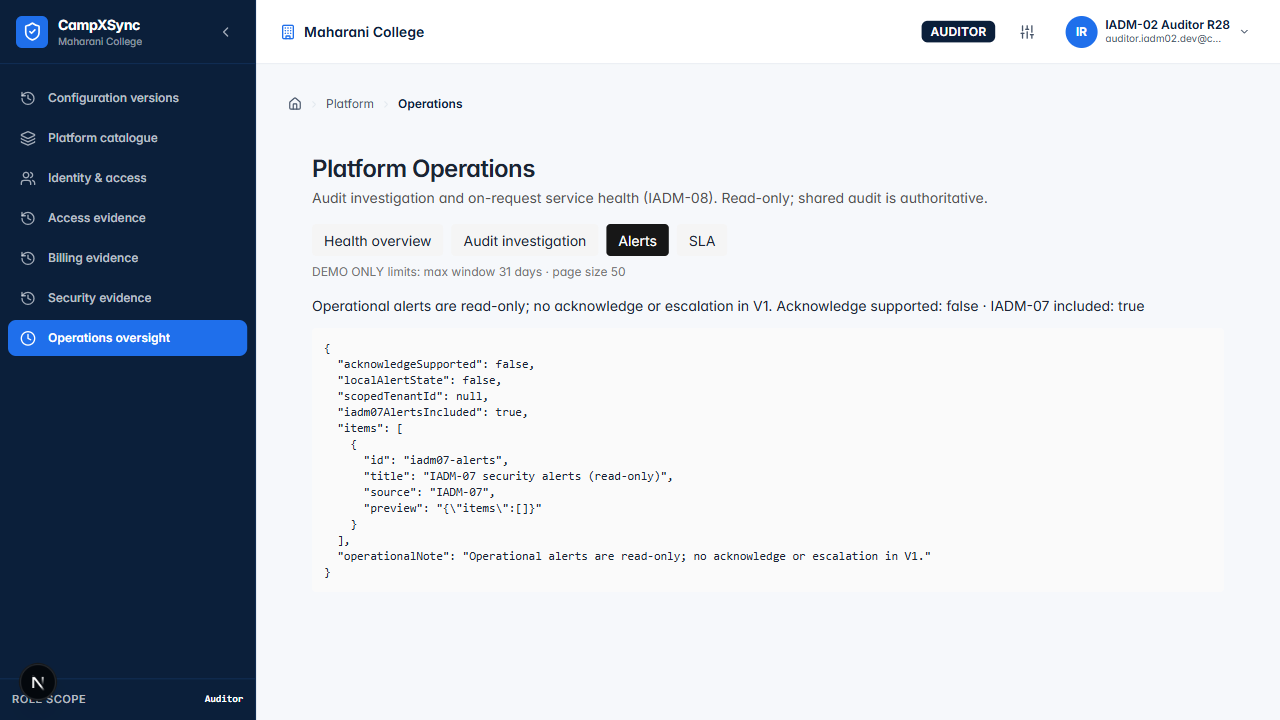 CampXSync
Maharani College
Configuration versions
Platform catalogue
Identity & access
Access evidence
Billing evidence
Security evidence
Operations oversight
N
SCOPE
Auditor
Maharani College
AUDITOR
IR
IADM-02 Auditor R28
auditor.iadm02.dev@c...
Platform
Operations
Platform Operations
Audit investigation and on-request service health (IADM-08). Read-only; shared audit is authoritative.
Health overview
Audit investigation
Alerts
SLA
DEMO ONLY limits: max window 31 days · page size 50
Operational alerts are read-only; no acknowledge or escalation in V1. Acknowledge supported: false · IADM-07 included: true
{
"acknowledgeSupported": false,
"localAlertState": false,
"scopedTenantId": null,
"iadm07AlertsIncluded": true,
"items": [
{
"id": "iadm07-alerts",
"title": "IADM-07 security alerts (read-only)",
"source": "IADM-07",
"preview": "{\"items\":[]}"
}
],
"operationalNote": "Operational alerts are read-only; no acknowledge or escalation in V1."
}